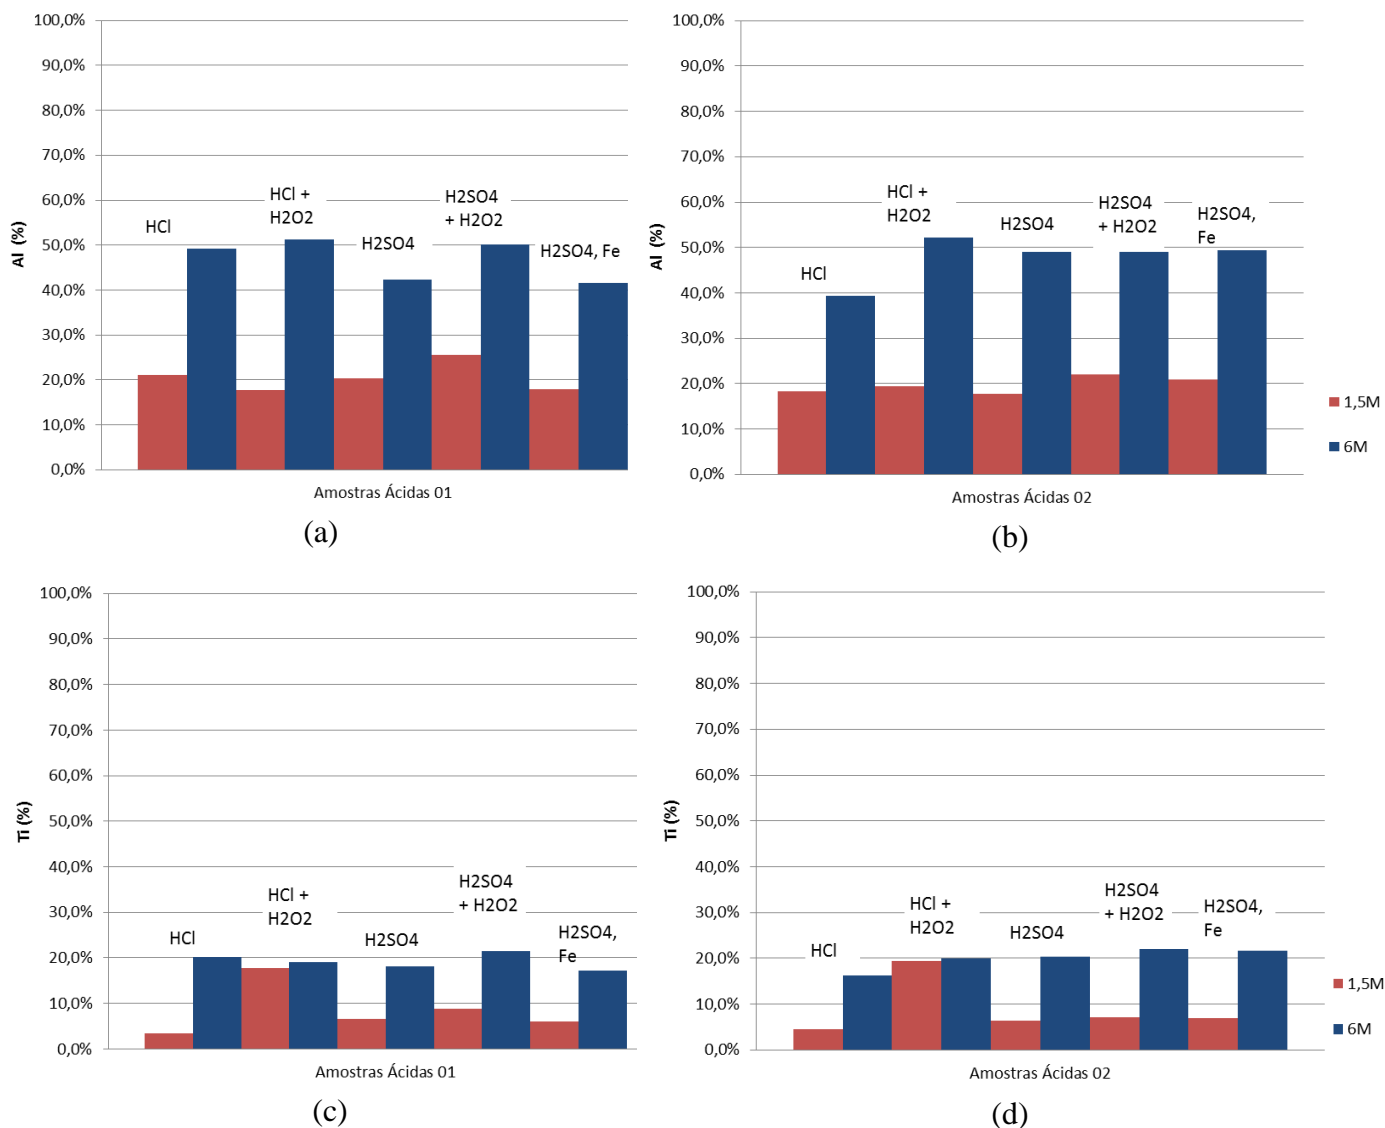 100,0%
90,0%
80,0%
70,0%
60,0%
50,0%
40,0%
30,0%
20,0%
10,0%
0,0%
Al (%)
HCl
HCl +
H2O2
H2SO4
H2SO4
+ H2O2
H2SO4, Fe
Amostras Ácidas 01
(a)
100,0%
90,0%
80,0%
70,0%
60,0%
50,0%
40,0%
30,0%
20,0%
10,0%
0,0%
Al (%)
HCl
HCl +
H2O2
H2SO4
H2SO4
+ H2O2
H2SO4,
Fe
1,5M
6M
Amostras Ácidas 02
(b)
100,0%
90,0%
80,0%
70,0%
60,0%
50,0%
40,0%
30,0%
20,0%
10,0%
0,0%
Ti (%)
HCl
HCl +
H2O2
H2SO4
H2SO4
+ H2O2
H2SO4,
Fe
Amostras Ácidas 01
(c)
100,0%
90,0%
80,0%
70,0%
60,0%
50,0%
40,0%
30,0%
20,0%
10,0%
0,0%
Ti (%)
HCl
HCl +
H2O2
H2SO4
H2SO4
+ H2O2
H2SO4,
Fe
1,5M
6M
Amostras Ácidas 02
(d)